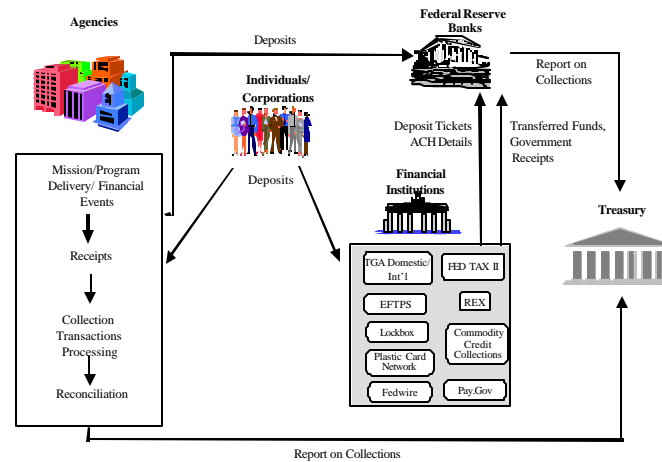 Agencies
Federal Reserve
Banks
Deposits
Report on
Collections
Individuals/
Corporations
Deposit Tickets
ACH Details
Transferred Funds,
Government
Receipts
Mission/Program
Delivery/ Financial
Events
Deposits
Financial
Institutions
Treasury
Receipts
TGA Domestic/
Int'l
FED TAX II
EFTPS
REX
Collection
Transactions
Processing
Lockbox
Commodity
Credit
Collections
Plastic Card
Network
Reconciliation
Fedwire
Pay.Gov
Report on Collections